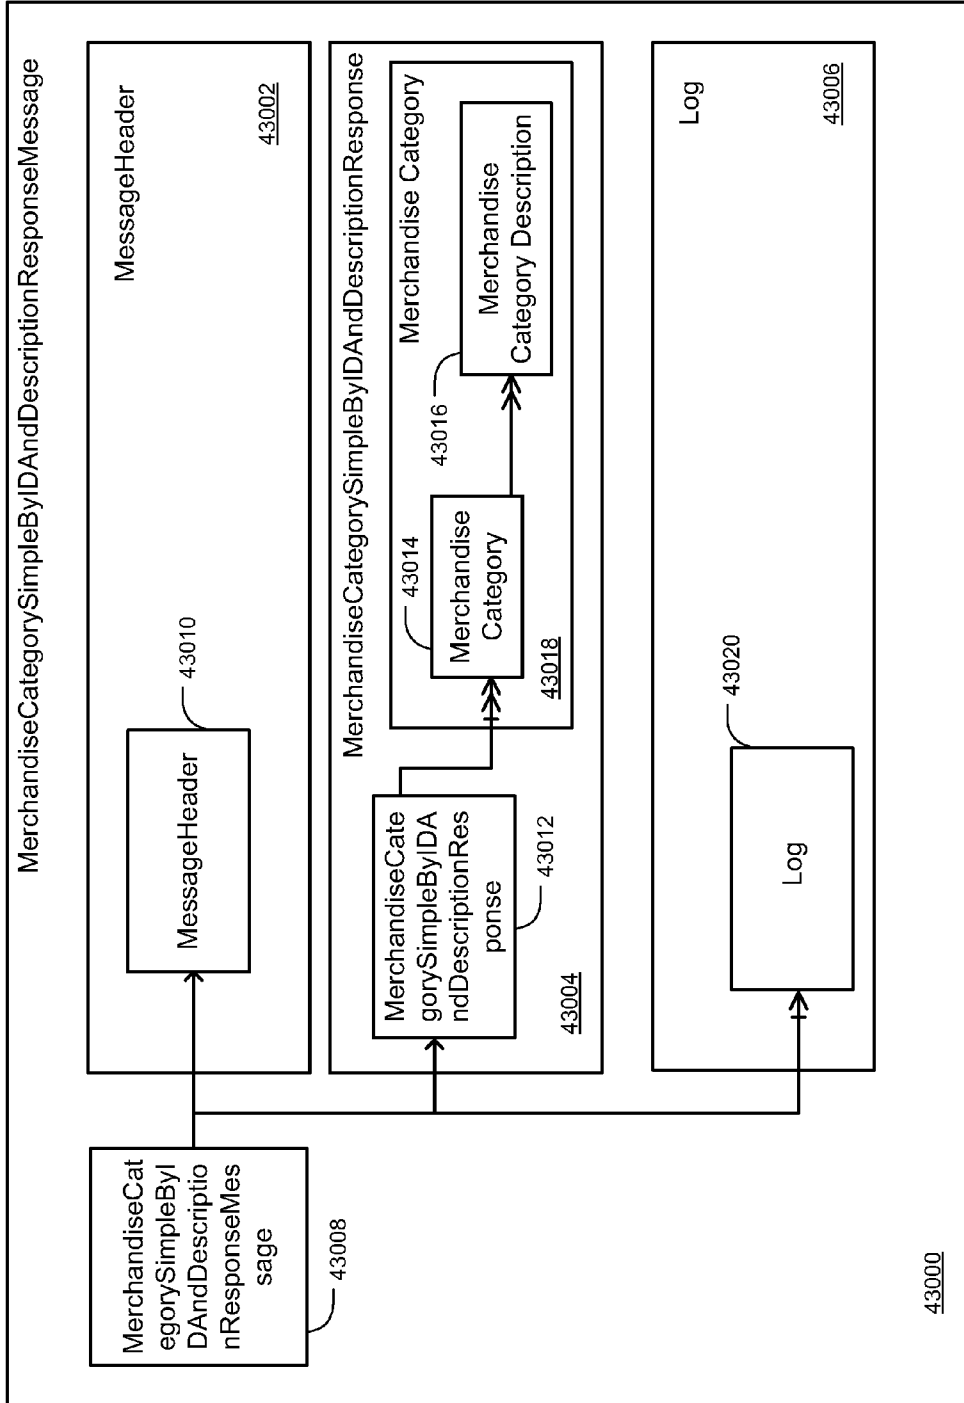 MerchandiseCategorySimpleByIDAndDescriptionResponseMessage
MerchandiseCat
egorySimpleByI
DAndDescriptio
nResponseMes
sage
43008
MessageHeader
43002
MessageHeader
43010
MerchandiseCategorySimpleByIDAndDescriptionResponse
43004
MerchandiseCate
gorySimpleByIDA
ndDescriptionRes
ponse
43012
Merchandise Category
43018
Merchandise
Category
43014
Merchandise
Category Description
43016
Log
43006
Log
43020
43000